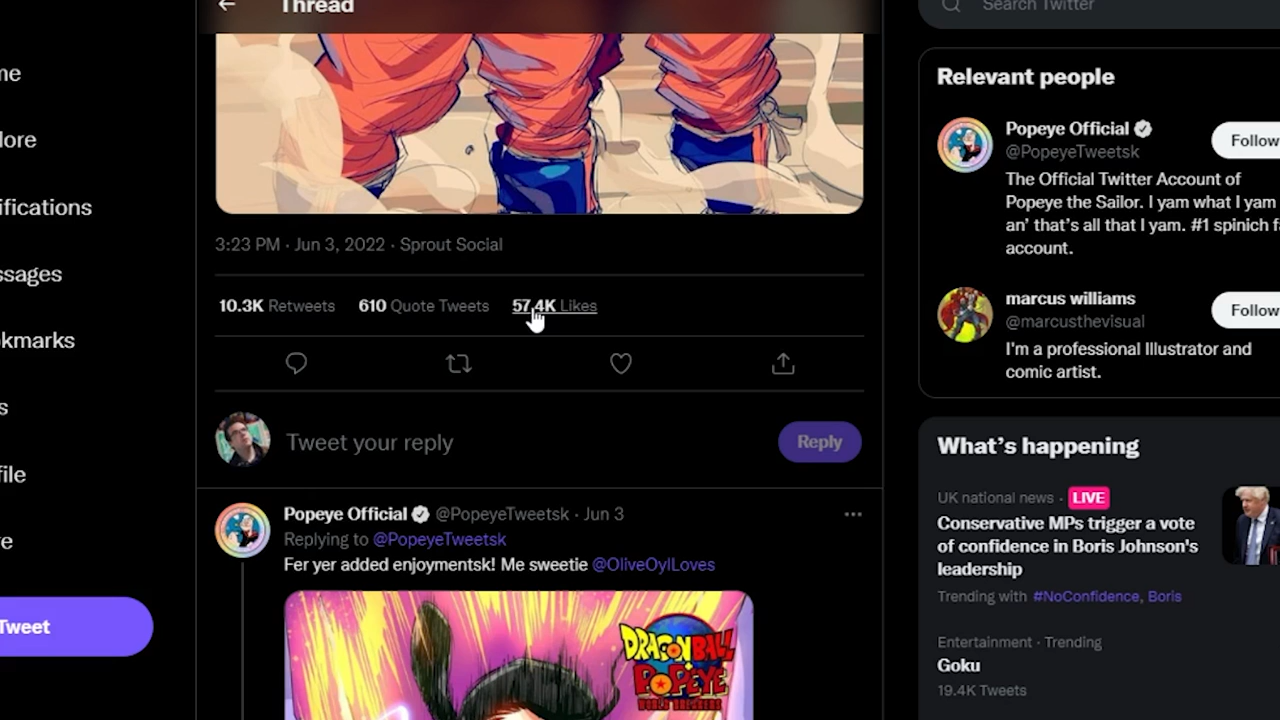 Thread
Search Twitter
me
lore
ifications
ssages
kmarks
s
file
e
Tweet
3:23 PM · Jun 3, 2022 · Sprout Social
10.3K Retweets 610 Quote Tweets 57.4K Likes
Tweet your reply
Reply
Popeye Official @PopeyeTweetsk · Jun 3
Replying to @PopeyeTweetsk
Fer yer added enjoymentsk! Me sweetie @OliveOylLoves
DRAGON BALL
POPEYE
Relevant people
Popeye Official
@PopeyeTweetsk
Follow
The Official Twitter Account of
Popeye the Sailor. I yam what I yam
an' that's all that I yam. #1 spinich fa
account.
marcus williams
@marcusthevisual
Follow
I'm a professional Illustrator and
comic artist.
What's happening
UK national news · LIVE
Conservative MPs trigger a vote
of confidence in Boris Johnson's
leadership
Trending with #NoConfidence, Boris
Entertainment · Trending
Goku
19.4K Tweets